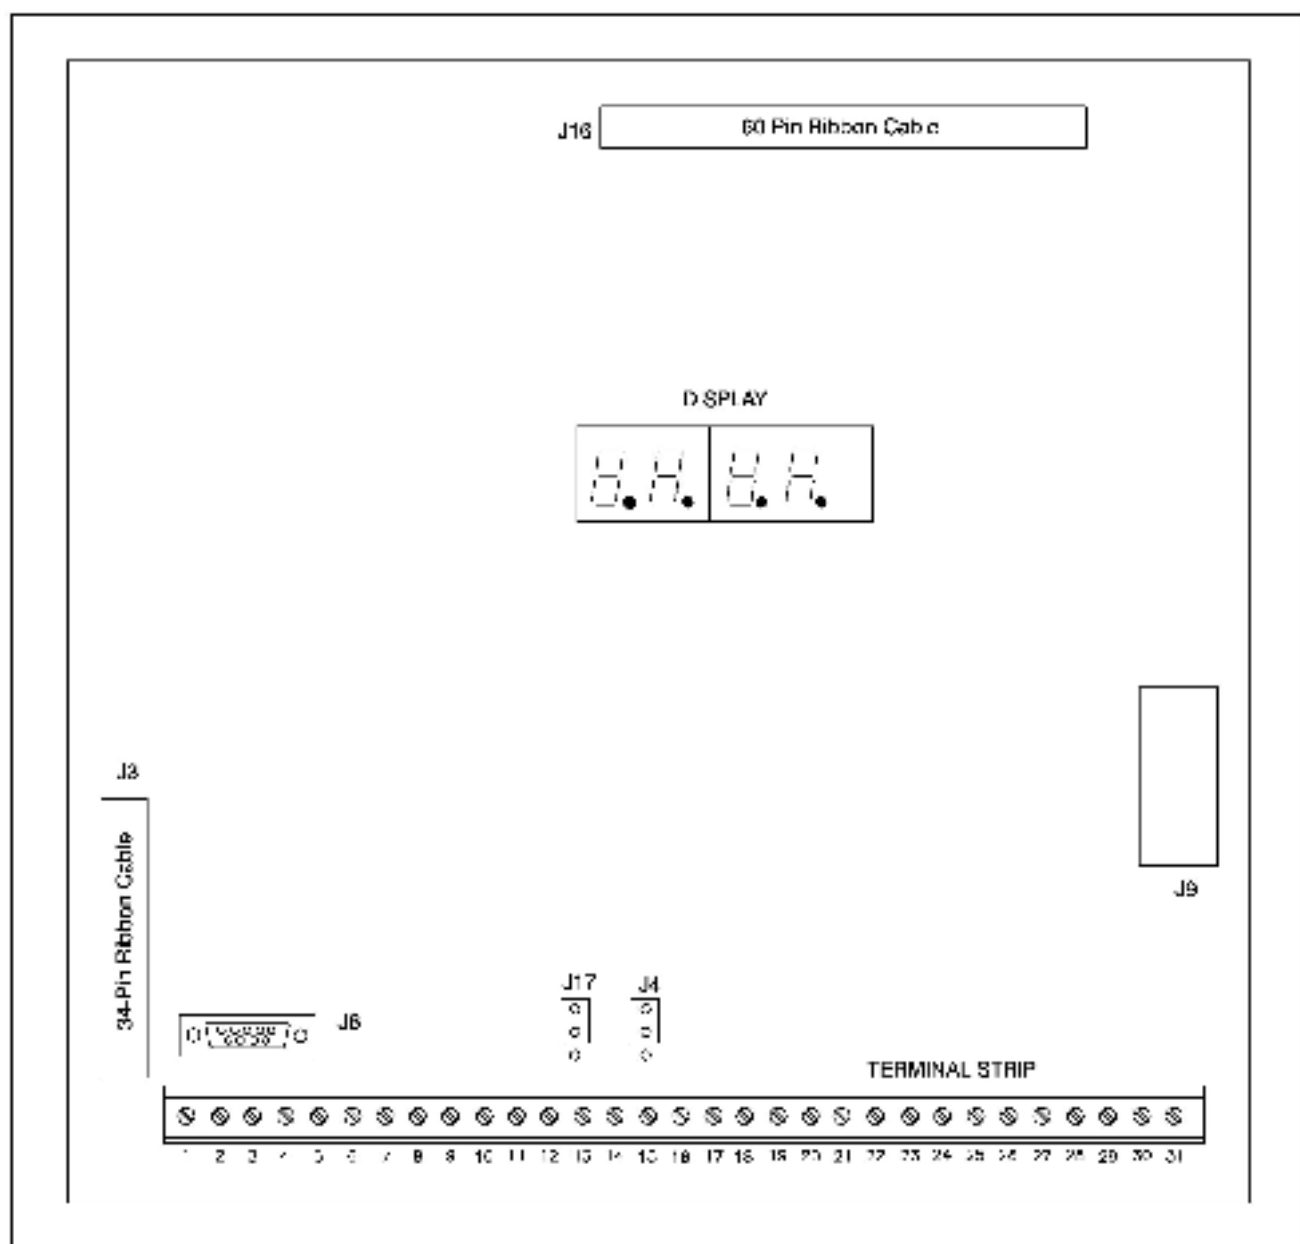 J16
60 Pin Ribbon Cable
DISPLAY
J3
34-Pin Ribbon Cable
J9
J17 J4
J6
TERMINAL STRIP
1 2 3 4 5 6 7 8 9 10 11 12 13 14 15 16 17 18 19 20 21 22 23 24 25 26 27 28 29 30 31